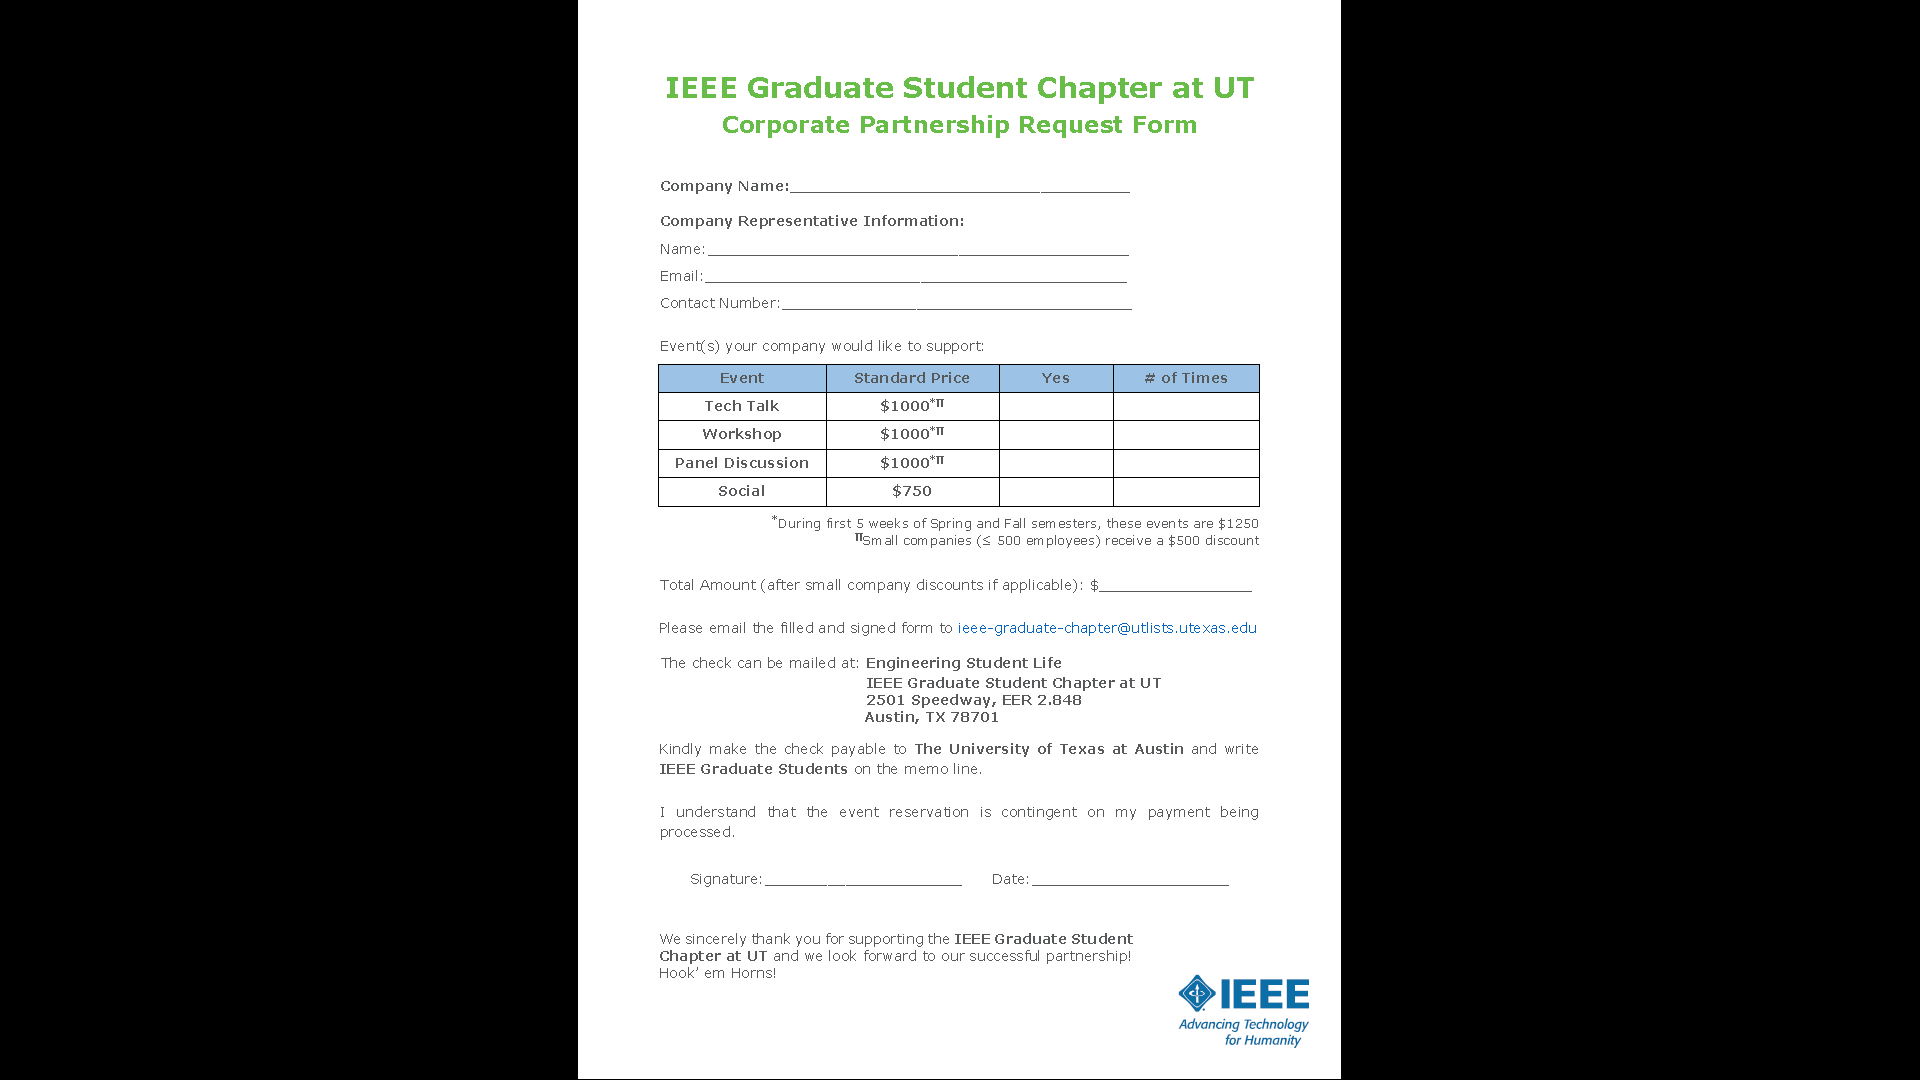 IEEE Graduate Student Chapter at UT
Corporate Partnership Request Form
Company Name:
Company Representative Information:
Name:
Email:
Contact Number:
Event(s) your company would like to support:
Event Standard Price Yes # of Times
Tech Talk $1000*π
Workshop $1000*π
Panel Discussion $1000*π
Social $750
*During first 5 weeks of Spring and Fall semesters, these events are $1250
πSmall companies (≤ 500 employees) receive a $500 discount
Total Amount (after small company discounts if applicable): $
Please email the filled and signed form to ieee-graduate-chapter@utlists.utexas.edu
The check can be mailed at: Engineering Student Life
IEEE Graduate Student Chapter at UT
2501 Speedway, EER 2.848
Austin, TX 78701
Kindly make the check payable to The University of Texas at Austin and write
IEEE Graduate Students on the memo line.
I understand that the event reservation is contingent on my payment being
processed.
Signature: Date:
We sincerely thank you for supporting the IEEE Graduate Student
Chapter at UT and we look forward to our successful partnership!
Hook’ em Horns!
IEEE
Advancing Technology
for Humanity